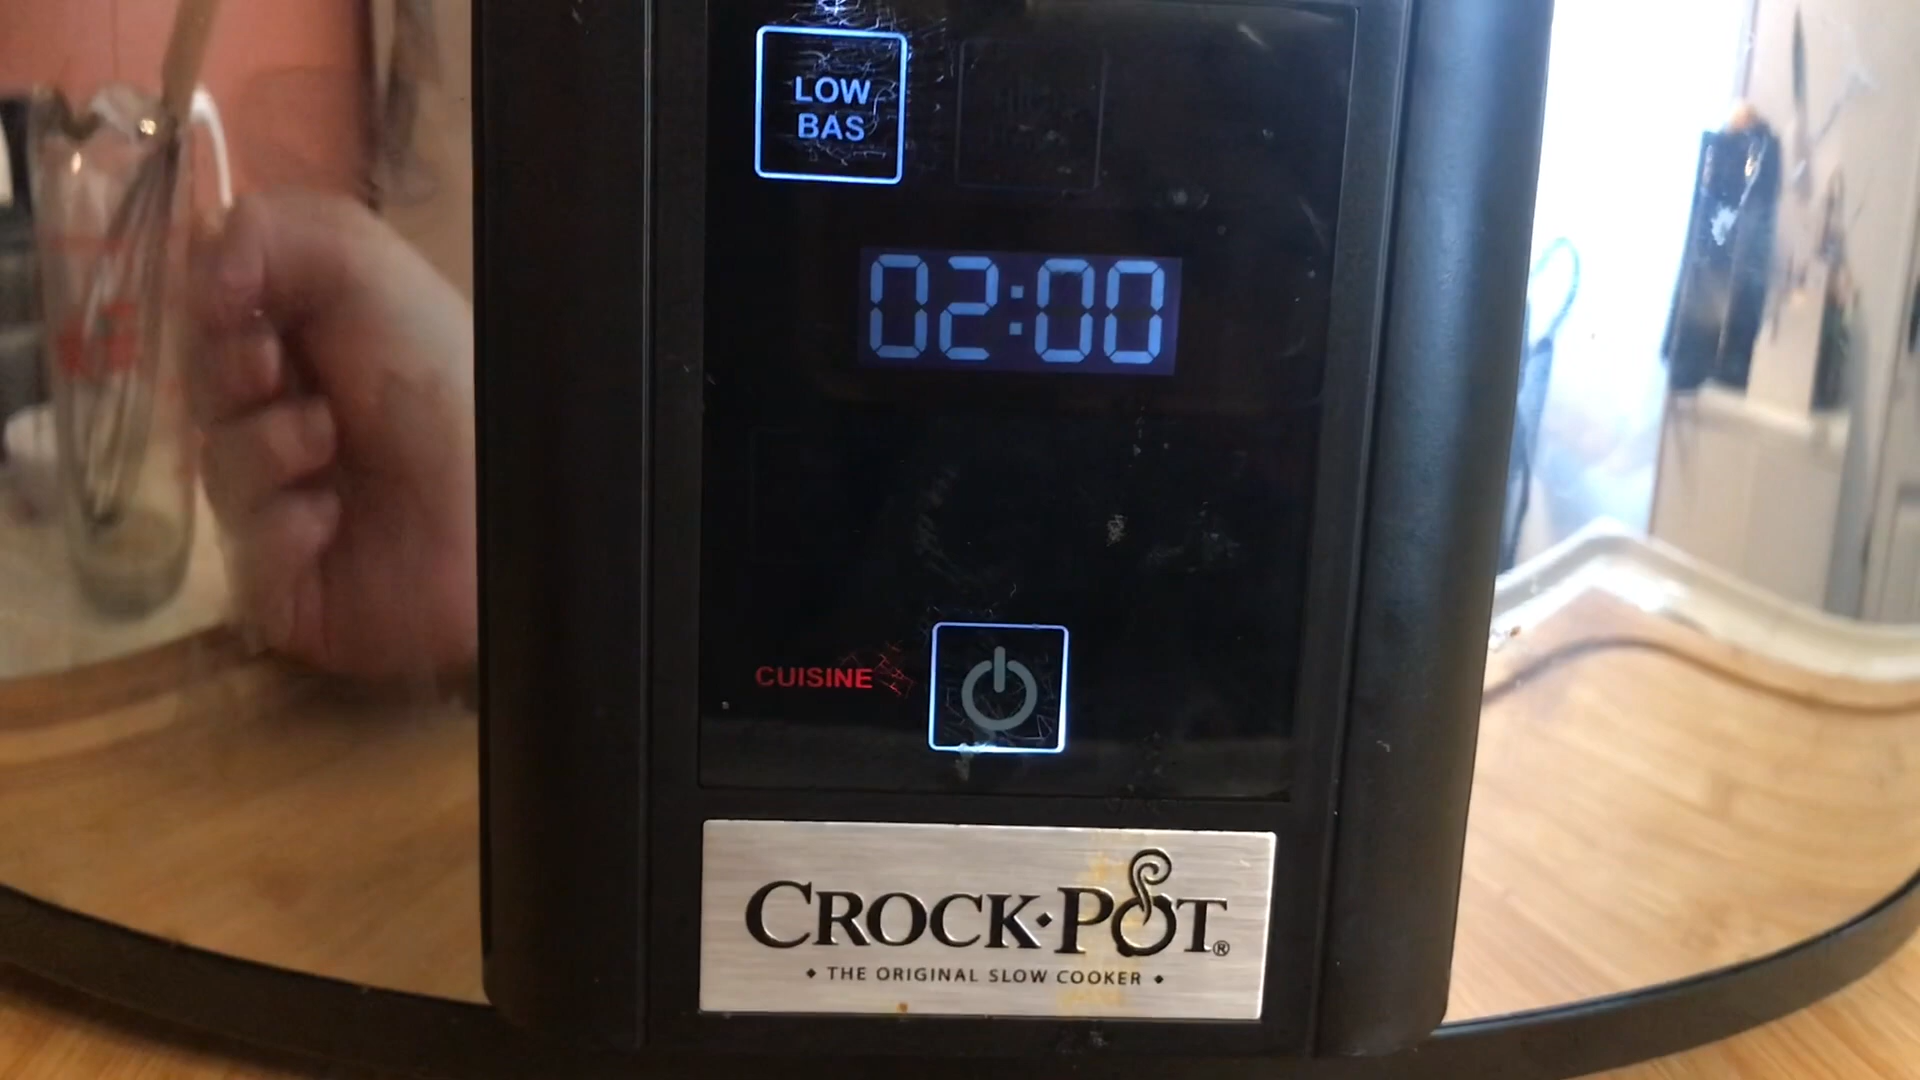 LOW
BAS
02:00
CUISINE
CROCK•POT®
♦ THE ORIGINAL SLOW COOKER ♦